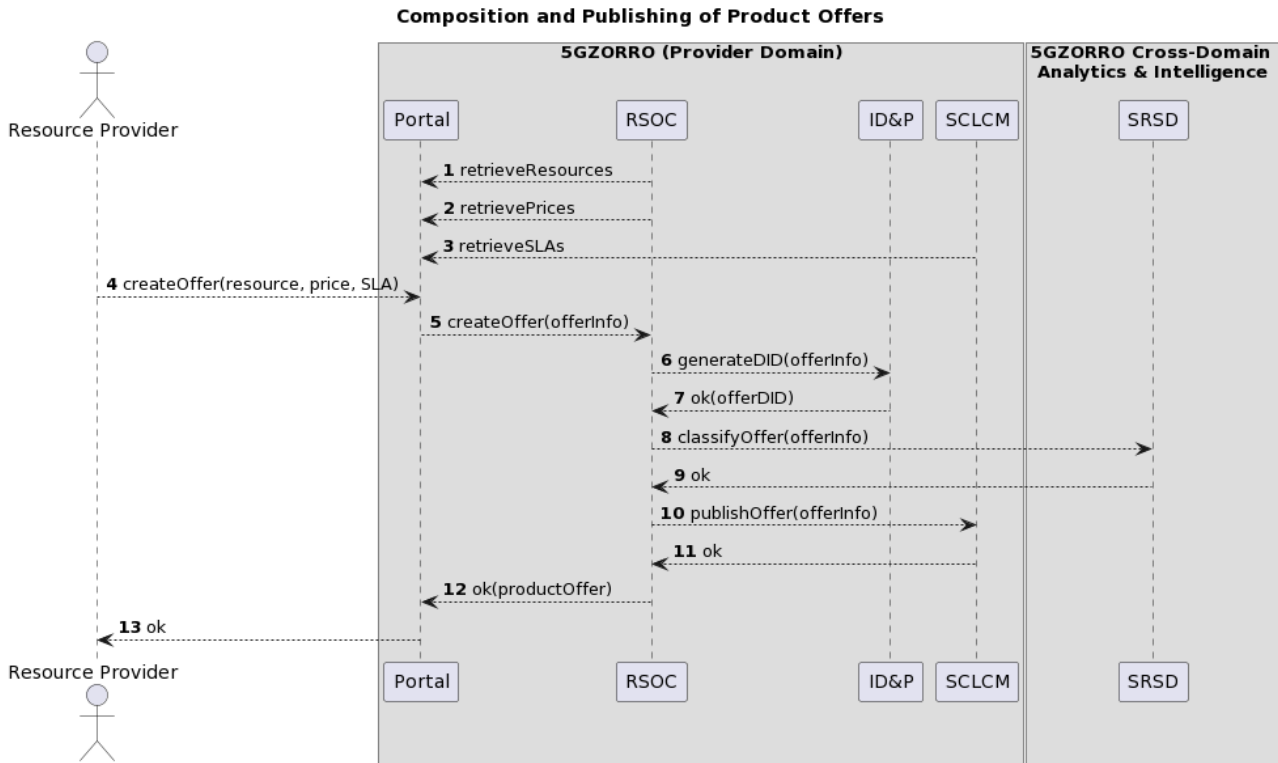 Composition and Publishing of Product Offers
5GZORRO (Provider Domain)
5GZORRO Cross-Domain
Analytics & Intelligence
Resource Provider
Portal
RSOC
ID&P
SCLCM
SRSD
1 retrieveResources
2 retrievePrices
3 retrieveSLAs
4 createOffer(resource, price, SLA)
5 createOffer(offerInfo)
6 generateDID(offerInfo)
7 ok(offerDID)
8 classifyOffer(offerInfo)
9 ok
10 publishOffer(offerInfo)
11 ok
12 ok(productOffer)
13 ok
Resource Provider
Portal
RSOC
ID&P
SCLCM
SRSD